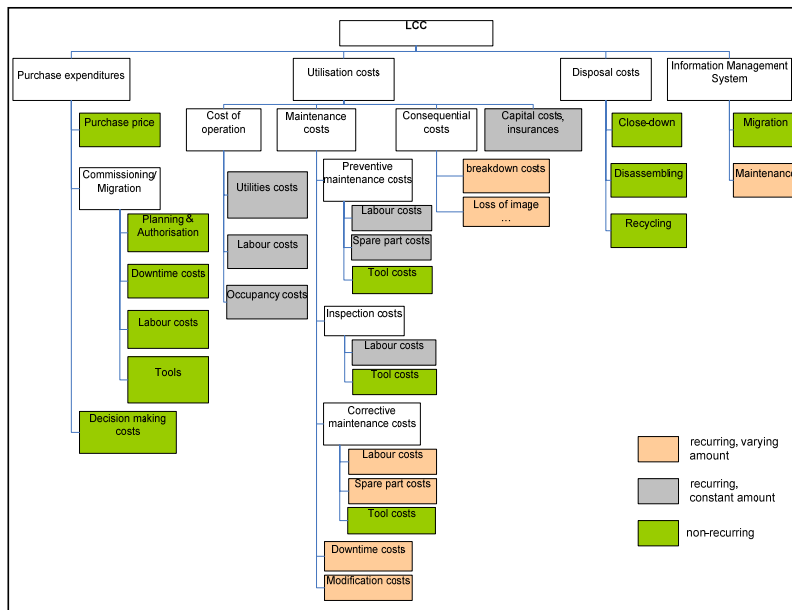 LCC
Purchase expenditures
Utilisation costs
Disposal costs
Information Management
System
Purchase price
Commissioning/
Migration
Planning &
Authorisation
Downtime costs
Labour costs
Tools
Decision making
costs
Cost of
operation
Utilities costs
Labour costs
Occupancy costs
Maintenance
costs
Preventive
maintenance costs
Labour costs
Spare part costs
Tool costs
Inspection costs
Labour costs
Tool costs
Corrective
maintenance costs
Labour costs
Spare part costs
Tool costs
Downtime costs
Modification costs
Consequential
costs
breakdown costs
Loss of image
...
Capital costs,
insurances
Close-down
Disassembling
Recycling
Migration
Maintenance
recurring, varying
amount
recurring,
constant amount
non-recurring